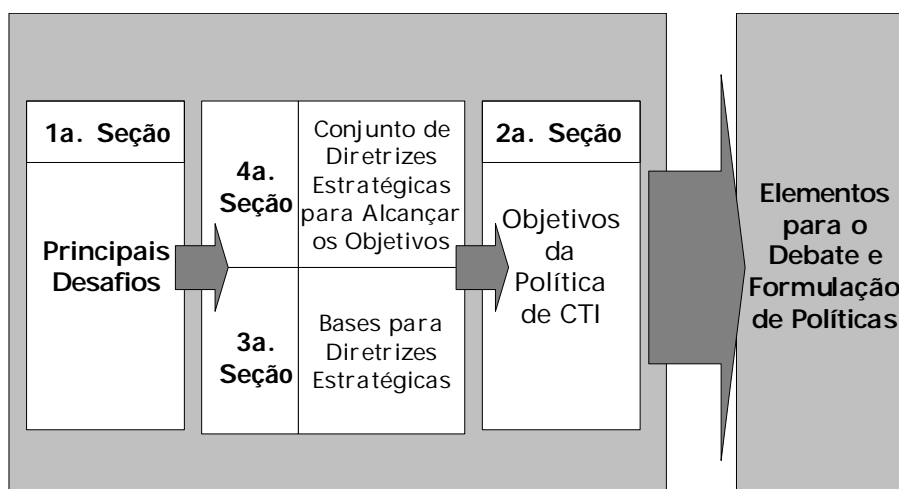 1a. Seção
Principais
Desafios
4a.
Seção
Conjunto de
Diretrizes
Estratégicas
para Alcançar
os Objetivos
3a.
Seção
Bases para
Diretrizes
Estratégicas
2a. Seção
Objetivos
da
Política
de CTI
Elementos
para o
Debate e
Formulação
de Políticas